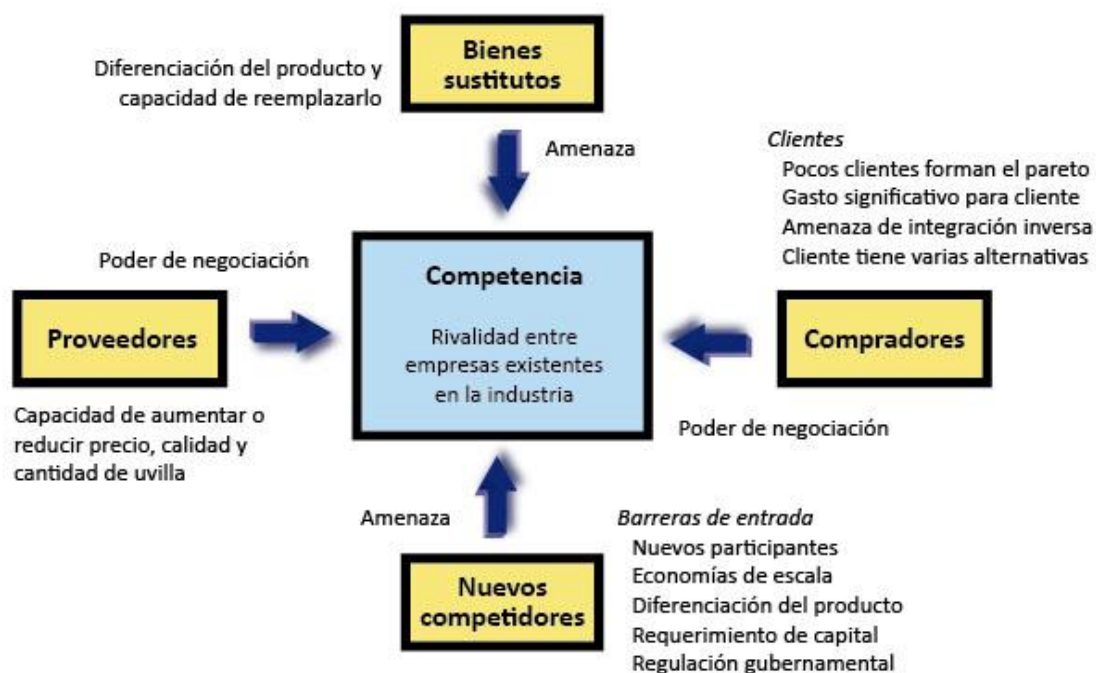 Bienes
sustitutos
Diferenciación del producto y
capacidad de reemplazarlo
Amenaza
Clientes
Pocos clientes forman el pareto
Gasto significativo para cliente
Amenaza de integración inversa
Cliente tiene varias alternativas
Poder de negociación
Proveedores
Capacidad de aumentar o
reducir precio, calidad y
cantidad de uvilla
Competencia
Rivalidad entre
empresas existentes
en la industria
Compradores
Poder de negociación
Amenaza
Nuevos
competidores
Barreras de entrada
Nuevos participantes
Economías de escala
Diferenciación del producto
Requerimiento de capital
Regulación gubernamental